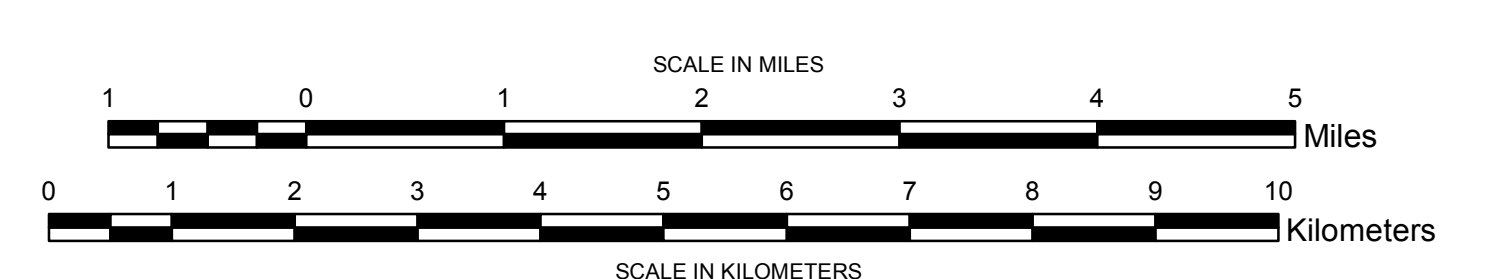 SCALE IN MILES
1 0 1 2 3 4 5
Miles
0 1 2 3 4 5 6 7 8 9 10
Kilometers
SCALE IN KILOMETERS